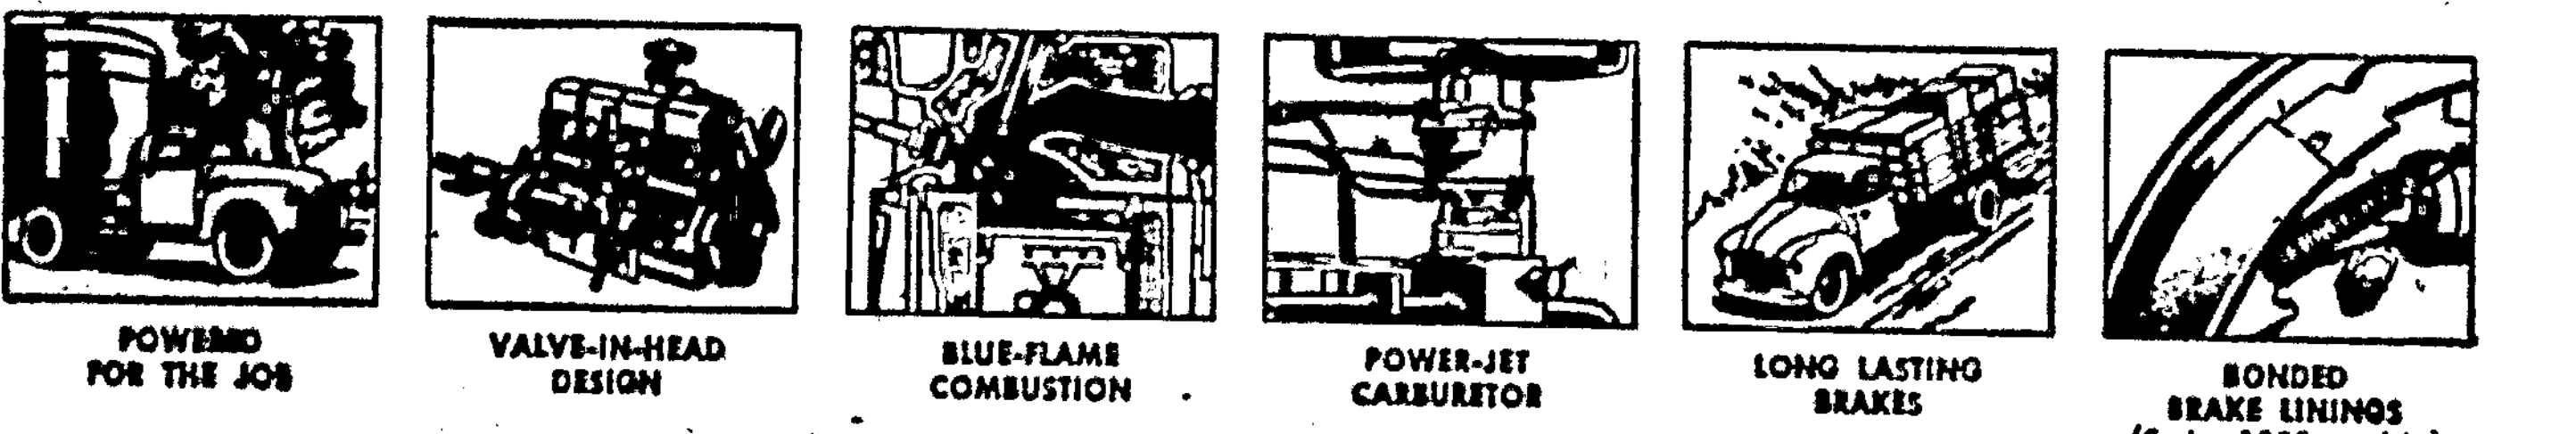 POWERED
FOR THE JOB
VALVE-IN-HEAD
DESIGN
BLUE-FLAME
COMBUSTION
POWER-JET
CARBURETOR
LONG LASTING
BRAKES
BONDED
BRAKE LININGS